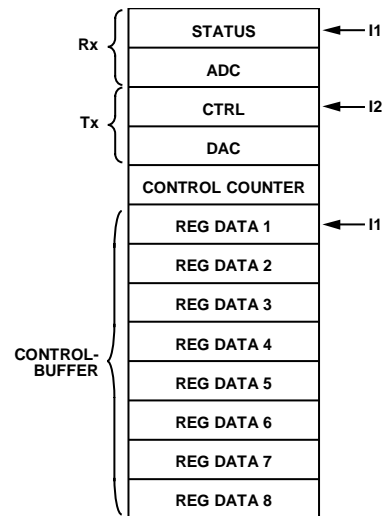 Rx
STATUS
I1
ADC
Tx
CTRL
I2
DAC
CONTROL COUNTER
REG DATA 1
I1
REG DATA 2
REG DATA 3
REG DATA 4
CONTROL-
BUFFER
REG DATA 5
REG DATA 6
REG DATA 7
REG DATA 8